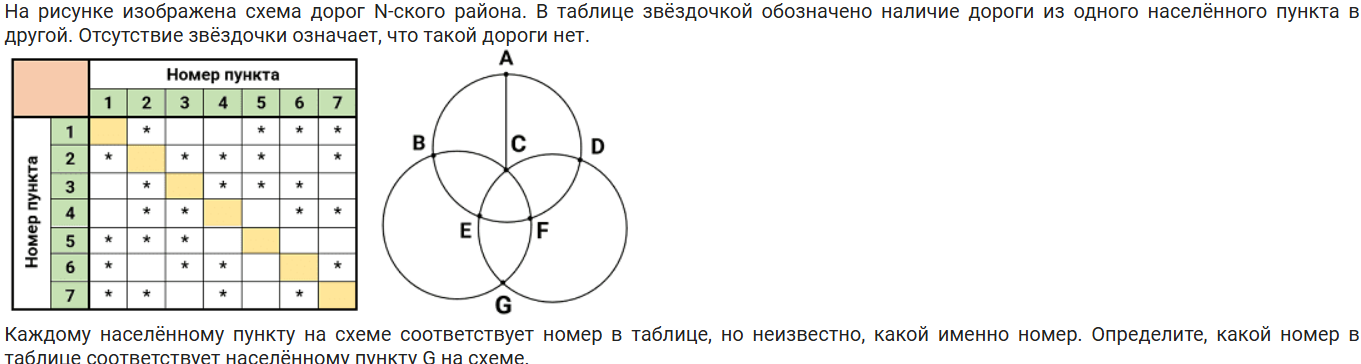 На рисунке изображена схема дорог N-ского района. В таблице звёздочкой обозначено наличие дороги из одного населённого пункта в
другой. Отсутствие звёздочки означает, что такой дороги нет.
Номер пункта
1 2 3 4 5 6 7
Номер пункта
1 * * * *
2 * * * * *
3 * * * *
4 * * * *
5 * * *
6 * * * *
7 * * * *
A
B C D
E F
G
Каждому населённому пункту на схеме соответствует номер в таблице, но неизвестно, какой именно номер. Определите, какой номер в
таблице соответствует населённому пункту G на схеме.